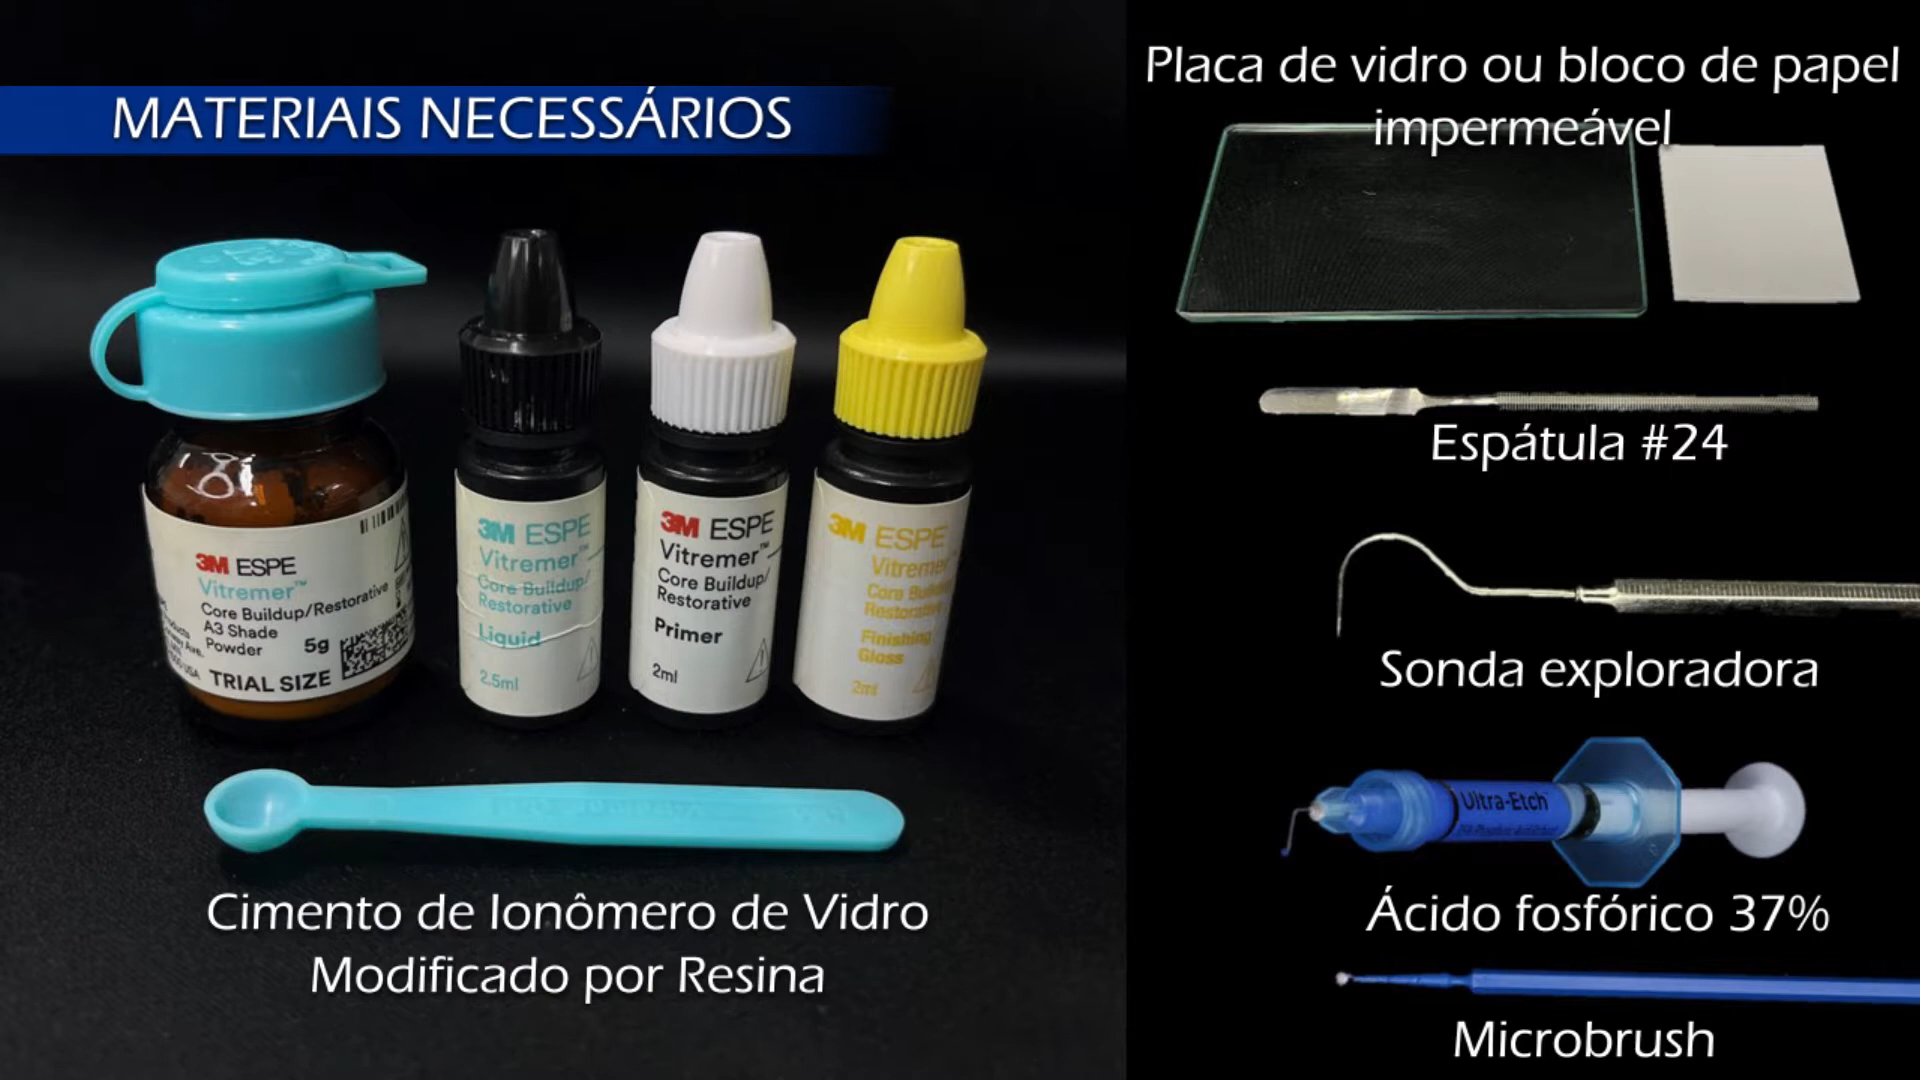 MATERIAIS NECESSÁRIOS
3M ESPE
Vitremer™
Core Buildup/Restorative
A3 Shade
Powder
5g
TRIAL SIZE
3M ESPE
Vitremer™
Core Buildup/
Restorative
Liquid
2.5ml
3M ESPE
Vitremer™
Core Buildup/
Restorative
Primer
2ml
3M ESPE
Vitremer
Finishing
Gloss
2ml
Cimento de Ionômero de Vidro
Modificado por Resina
Placa de vidro ou bloco de papel
impermeável
Espátula #24
Sonda exploradora
Ultra-Etch
Ácido fosfórico 37%
Microbrush